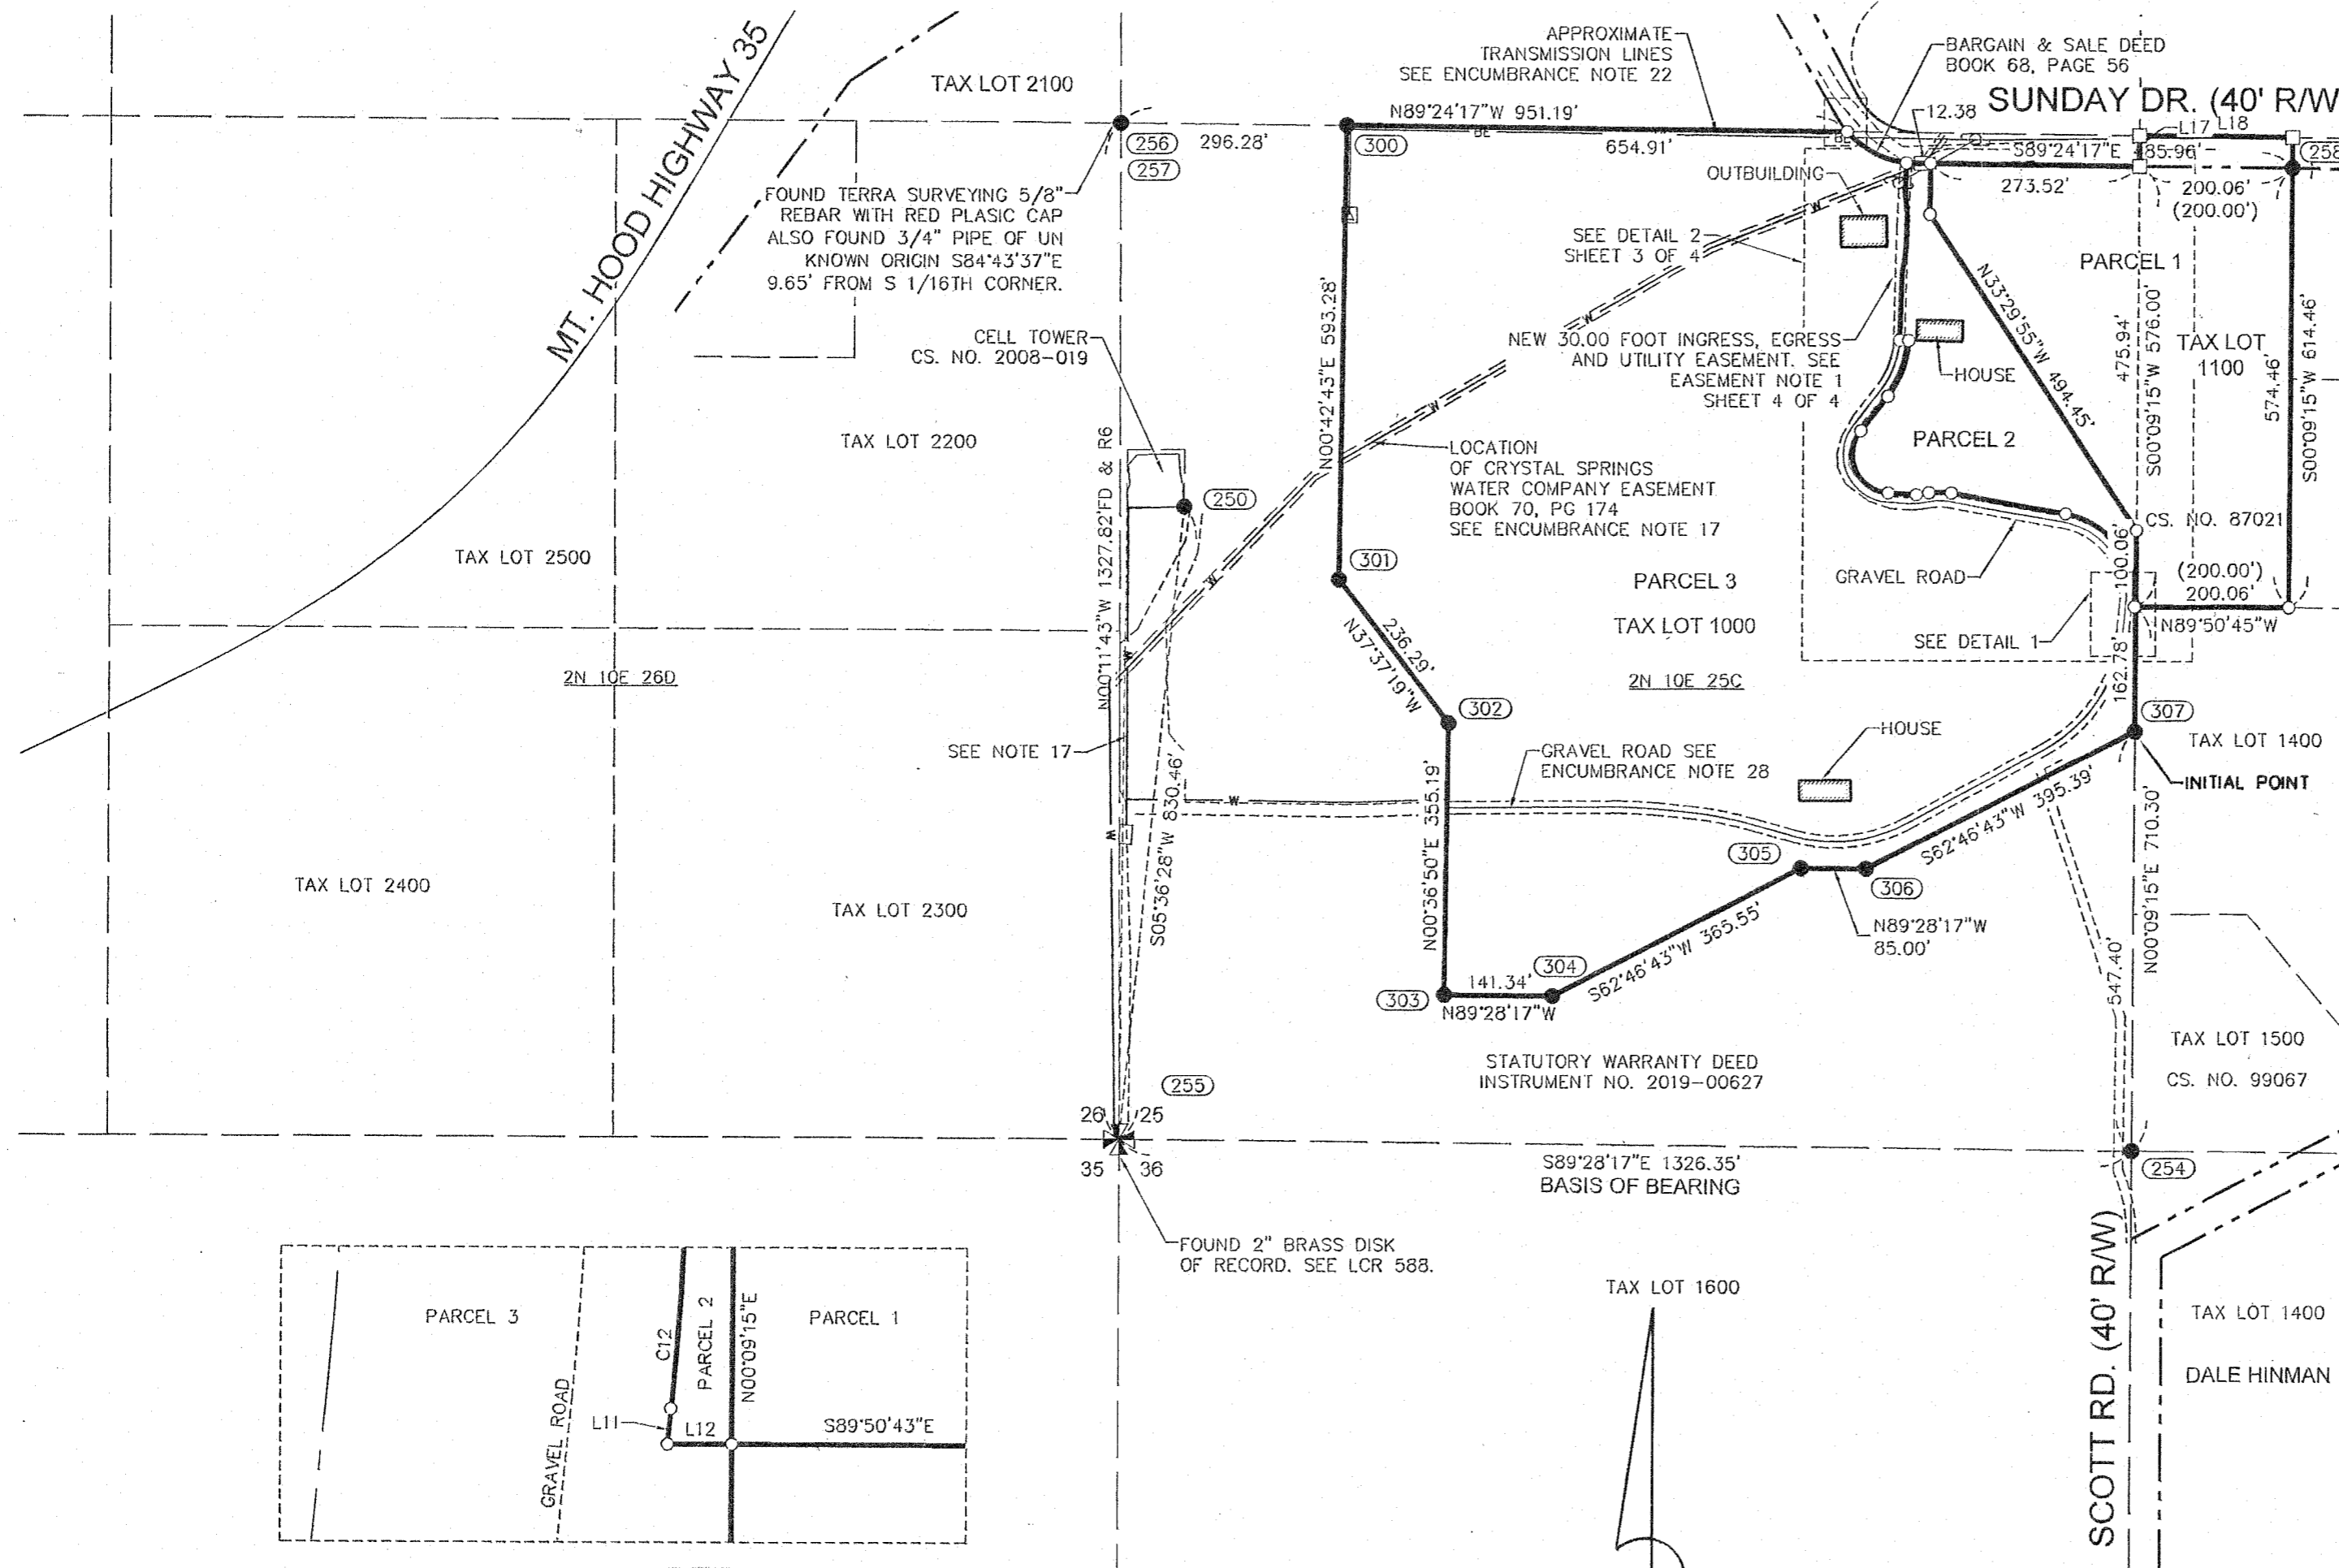 MT. HOOD HIGHWAY 35
TAX LOT 2100
256
257
296.28'
FOUND TERRA SURVEYING 5/8"
REBAR WITH RED PLASIC CAP
ALSO FOUND 3/4" PIPE OF UN
KNOWN ORIGIN S84°43'37"E
9.65' FROM S 1/16TH CORNER.
CELL TOWER
CS. NO. 2008-019
TAX LOT 2200
TAX LOT 2500
2N 10E 26D
SEE NOTE 17
TAX LOT 2400
TAX LOT 2300
N00°11'43"W 1327.82'FD & R6
250
S05°36'28"W 830.46'
W
W
W
W
255
26
25
35
36
FOUND 2" BRASS DISK
OF RECORD. SEE LCR 588.
APPROXIMATE
TRANSMISSION LINES
SEE ENCUMBRANCE NOTE 22
N89°24'17"W 951.19'
300
BE
654.91'
BE
BARGAIN & SALE DEED
BOOK 68, PAGE 56
12.38
SUNDAY DR. (40' R/W
L17
L18
S89°24'17"E
85.96'
258
273.52'
200.06'
(200.00')
OUTBUILDING
SEE DETAIL 2
SHEET 3 OF 4
W
W
W
NEW 30.00 FOOT INGRESS, EGRESS
AND UTILITY EASEMENT. SEE
EASEMENT NOTE 1
SHEET 4 OF 4
HOUSE
N33°29'55"W 494.45'
PARCEL 1
TAX LOT
1100
475.94'
S00°09'15"W 576.00'
574.46'
S00°09'15"W 614.46'
PARCEL 2
N00°42'43"E 593.28'
LOCATION
OF CRYSTAL SPRINGS
WATER COMPANY EASEMENT
BOOK 70, PG 174
SEE ENCUMBRANCE NOTE 17
CS. NO. 87021
GRAVEL ROAD
100.06'
(200.00')
200.06'
N89°50'45"W
SEE DETAIL 1
162.78'
301
PARCEL 3
TAX LOT 1000
2N 10E 25C
236.29'
N37°37'19"W
302
307
TAX LOT 1400
INITIAL POINT
HOUSE
GRAVEL ROAD SEE
ENCUMBRANCE NOTE 28
N00°36'50"E 355.19'
305
306
S62°46'43"W 395.39'
N89°28'17"W
85.00'
S62°46'43"W 365.55'
304
303
141.34'
N89°28'17"W
N00°09'15"E 710.30'
547.40'
STATUTORY WARRANTY DEED
INSTRUMENT NO. 2019-00627
TAX LOT 1500
CS. NO. 99067
S89°28'17"E 1326.35'
BASIS OF BEARING
254
TAX LOT 1600
SCOTT RD. (40' R/W)
TAX LOT 1400
DALE HINMAN
PARCEL 3
GRAVEL ROAD
C12
PARCEL 2
N00°09'15"E
PARCEL 1
L11
L12
S89°50'43"E